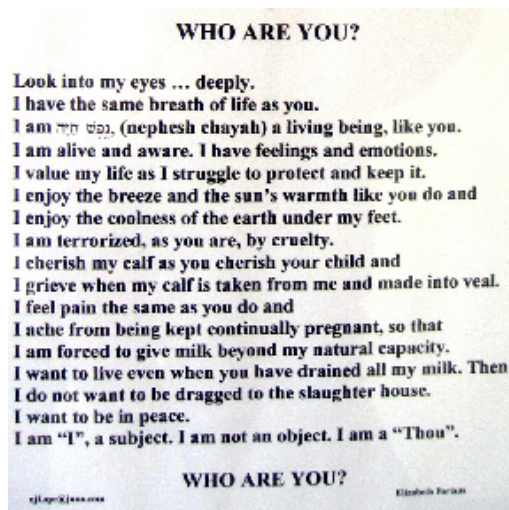 WHO ARE YOU?
Look into my eyes ... deeply.
I have the same breath of life as you.
I am נֶפֶשׁ חַיָּה, (nephesh chayah) a living being, like you.
I am alive and aware. I have feelings and emotions.
I value my life as I struggle to protect and keep it.
I enjoy the breeze and the sun's warmth like you do and
I enjoy the coolness of the earth under my feet.
I am terrorized, as you are, by cruelty.
I cherish my calf as you cherish your child and
I grieve when my calf is taken from me and made into veal.
I feel pain the same as you do and
I ache from being kept continually pregnant, so that
I am forced to give milk beyond my natural capacity.
I want to live even when you have drained all my milk. Then
I do not want to be dragged to the slaughter house.
I want to be in peace.
I am “I”, a subject. I am not an object. I am a “Thou”.
WHO ARE YOU?
Elizabeth